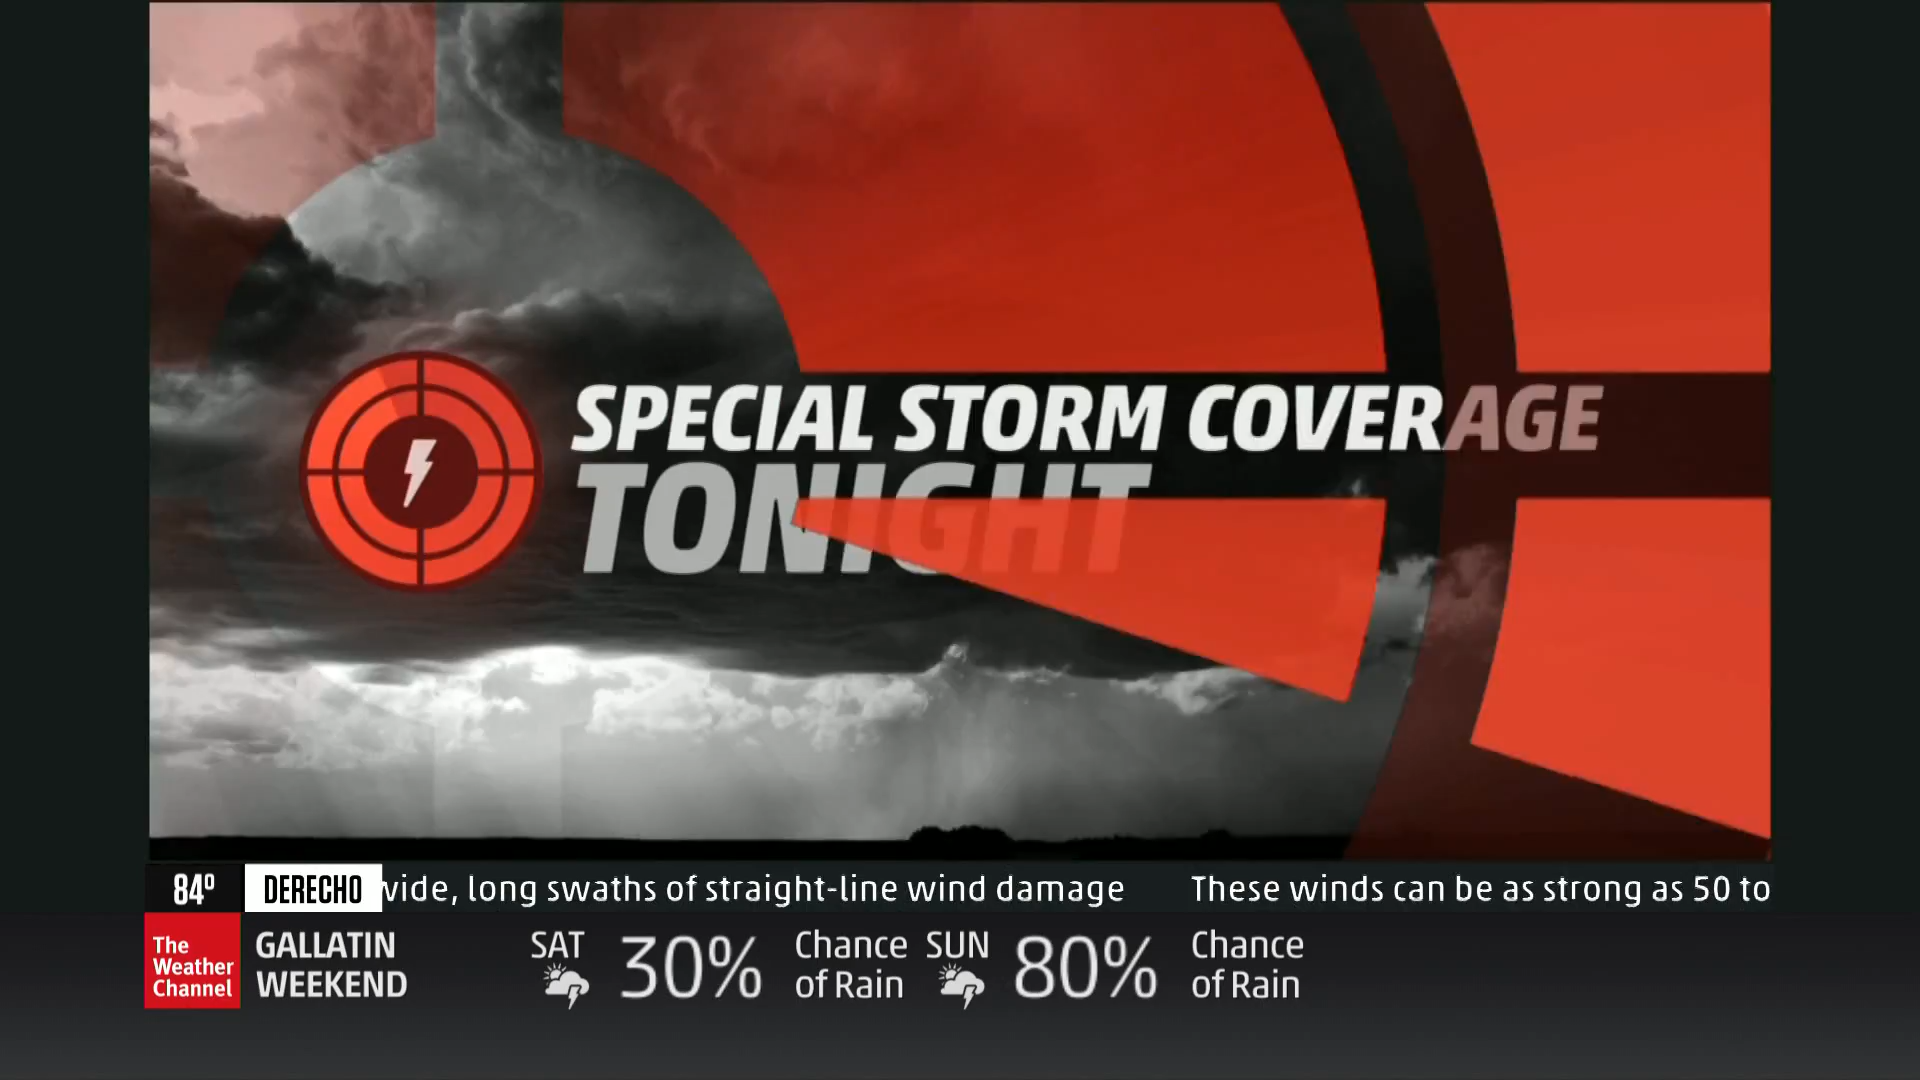 SPECIAL STORM COVERAGE
TONIGHT
84° DERECHO wide, long swaths of straight-line wind damage These winds can be as strong as 50 to
The
Weather
Channel
GALLATIN
WEEKEND
SAT
30%
Chance
of Rain
SUN
80%
Chance
of Rain